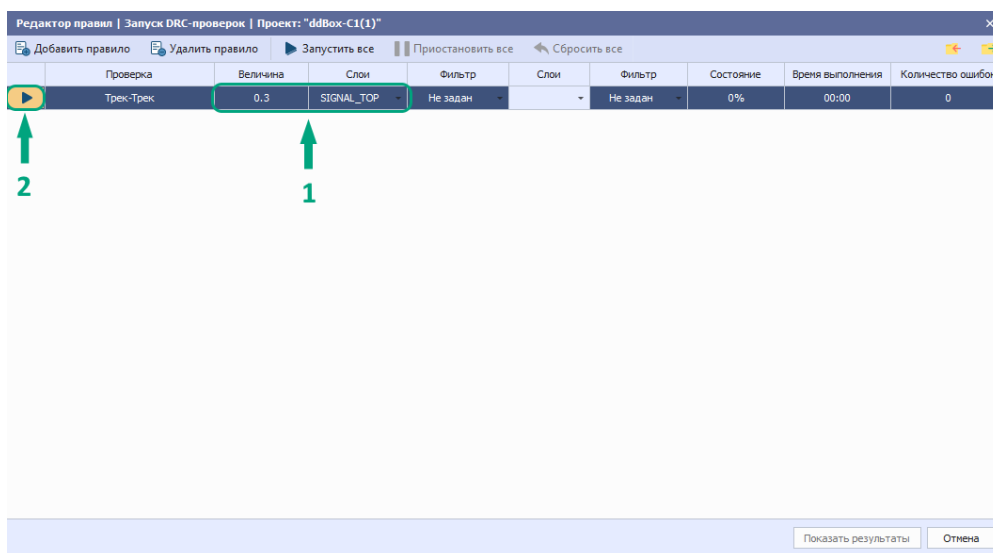 Редактор правил | Запуск DRC-проверок | Проект: "ddBox-C1(1)"
Добавить правило Удалить правило Запустить все Приостановить все Сбросить все
Проверка Величина Слои Фильтр Слои Фильтр Состояние Время выполнения Количество ошибок
Трек-Трек 0.3 SIGNAL_TOP Не задан Не задан 0% 00:00 0
2
1
Показать результаты Отмена